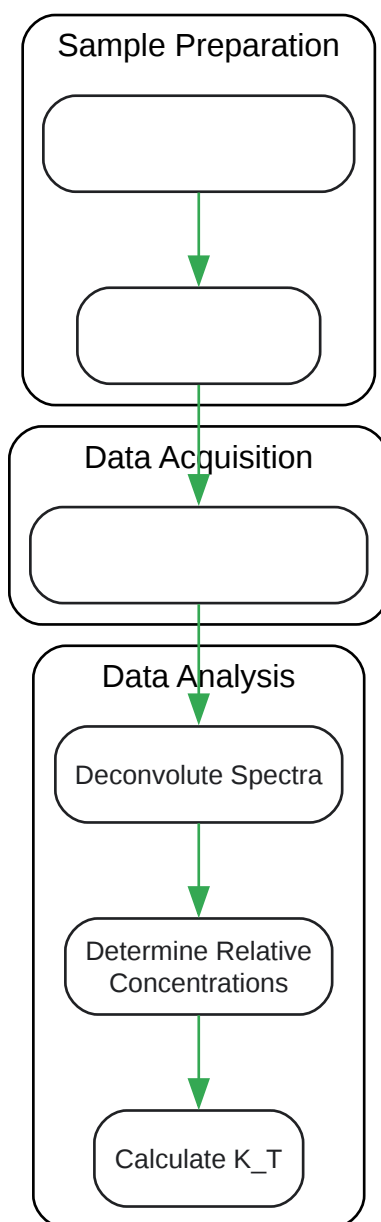 Sample Preparation
Data Acquisition
Data Analysis
Deconvolute Spectra
Determine Relative
Concentrations
Calculate K_T